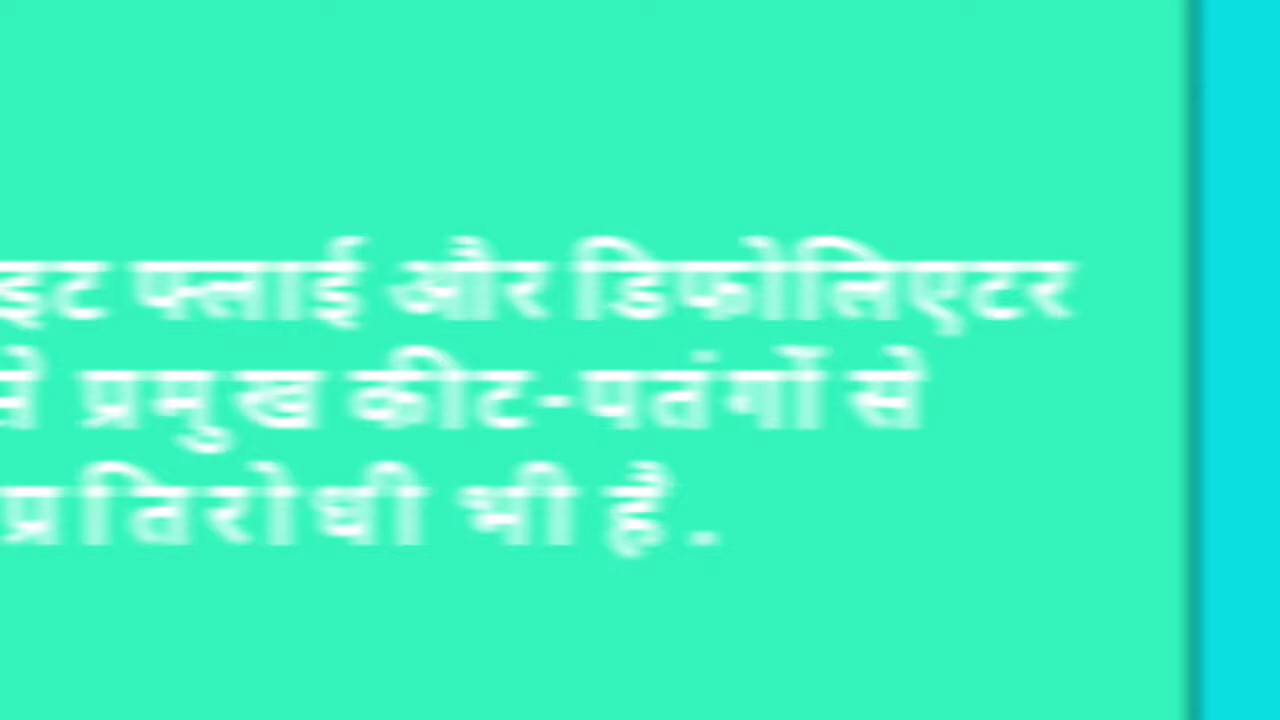 इट फ्लाई और डिफोलिएटर
प्रमुख कीट-पतंगों से
प्रतिरोधी भी है.